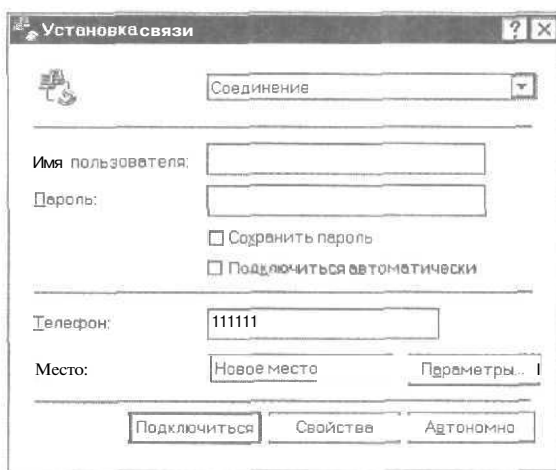 Установка связи
Соединение
Имя пользователя:
Пароль:
Сохранить пароль
Подключиться автоматически
Телефон: 111111
Место: Новое место Параметры...
Подключиться Свойства Автономно